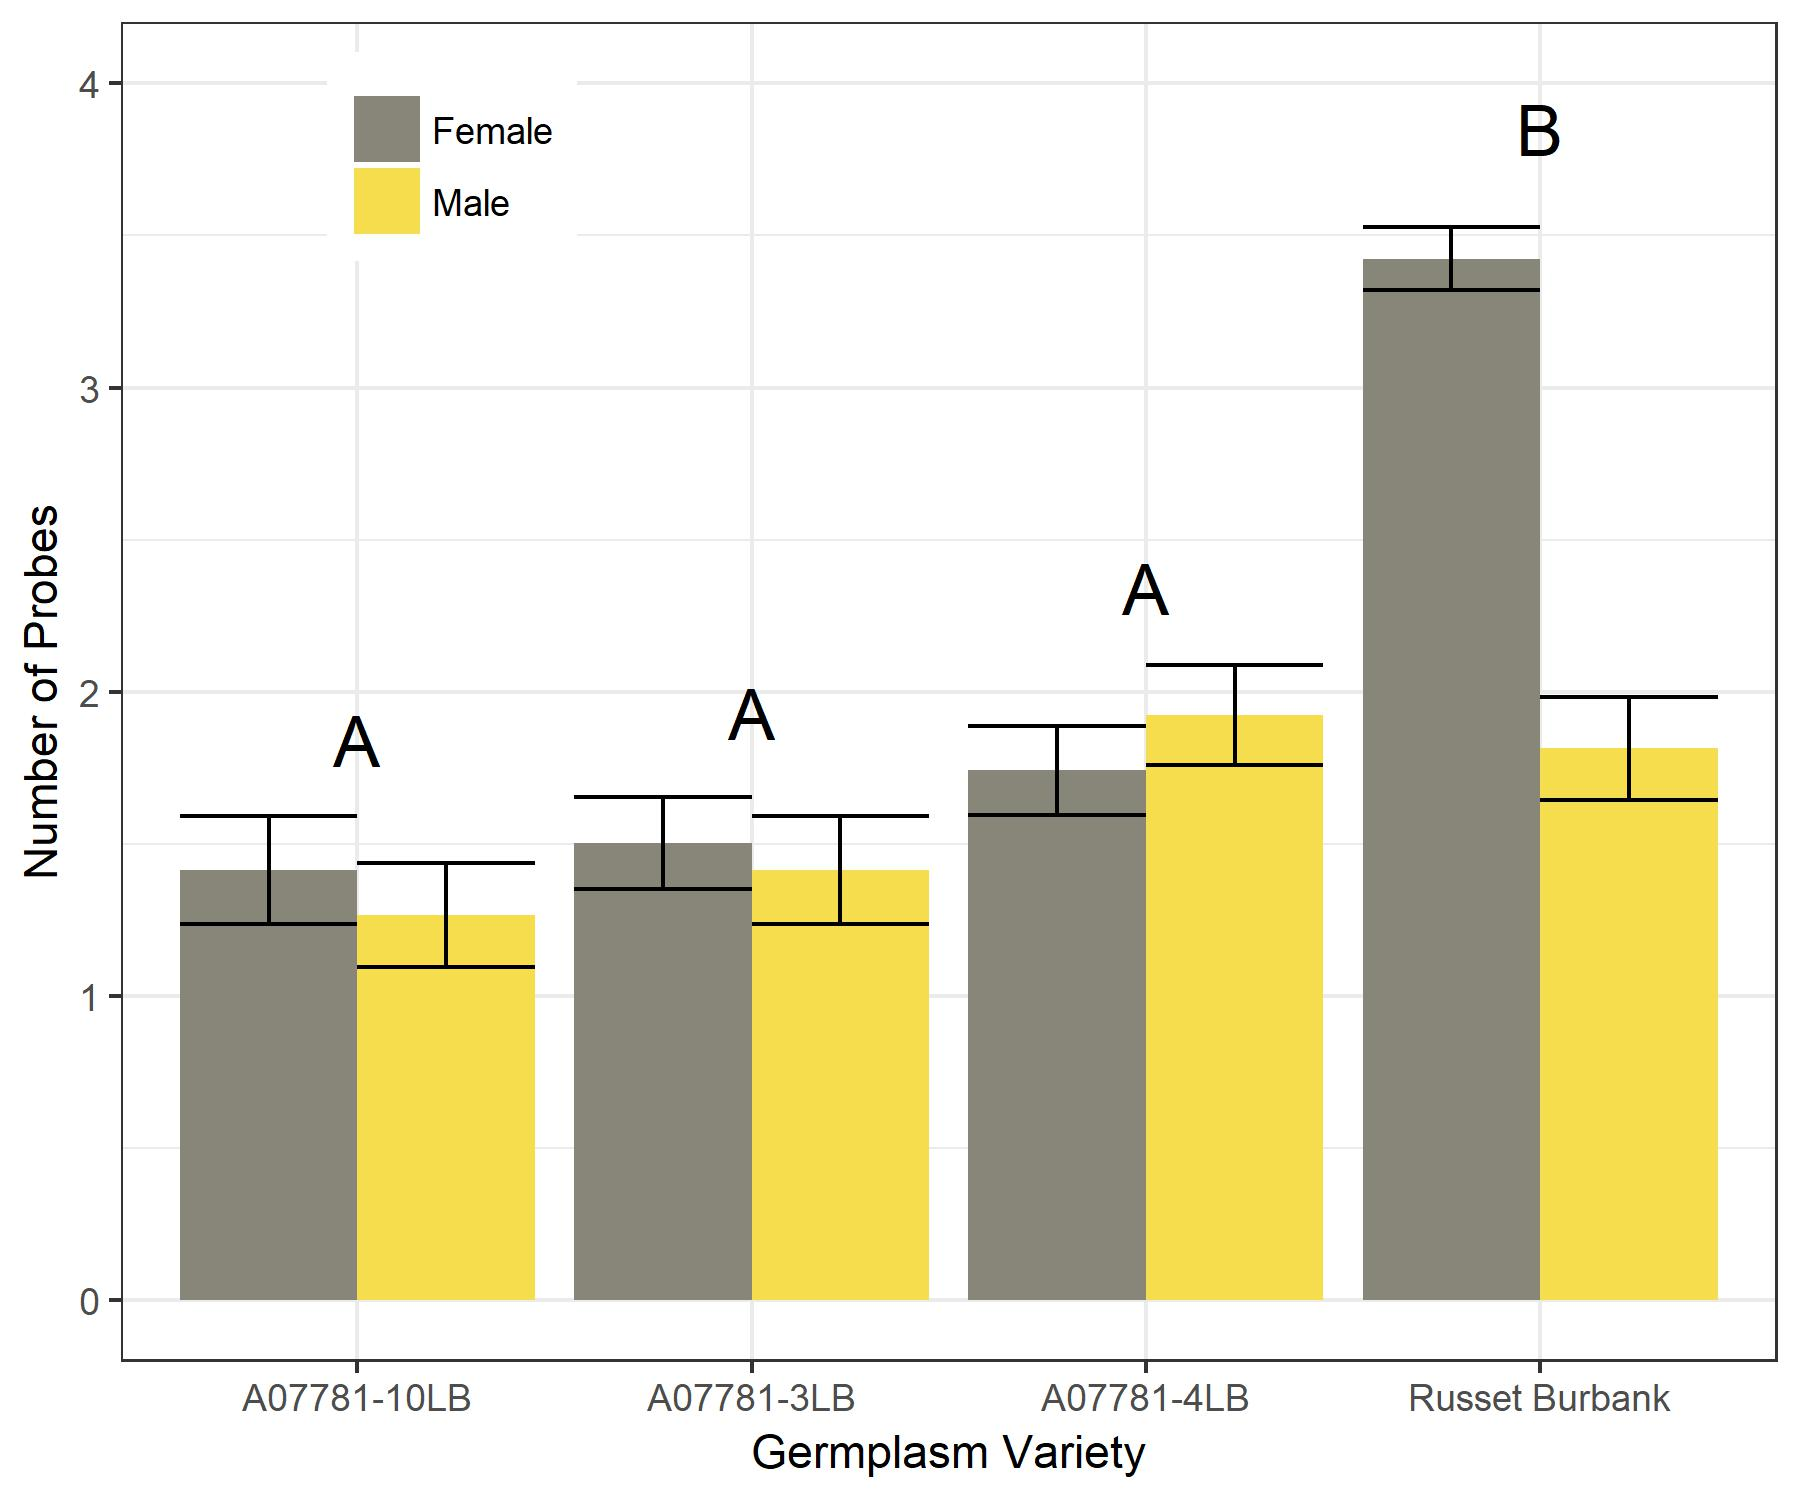 4
3
2
1
0
Number of Probes
Female
Male
A
A
A
B
A07781-10LB
A07781-3LB
A07781-4LB
Russet Burbank
Germplasm Variety